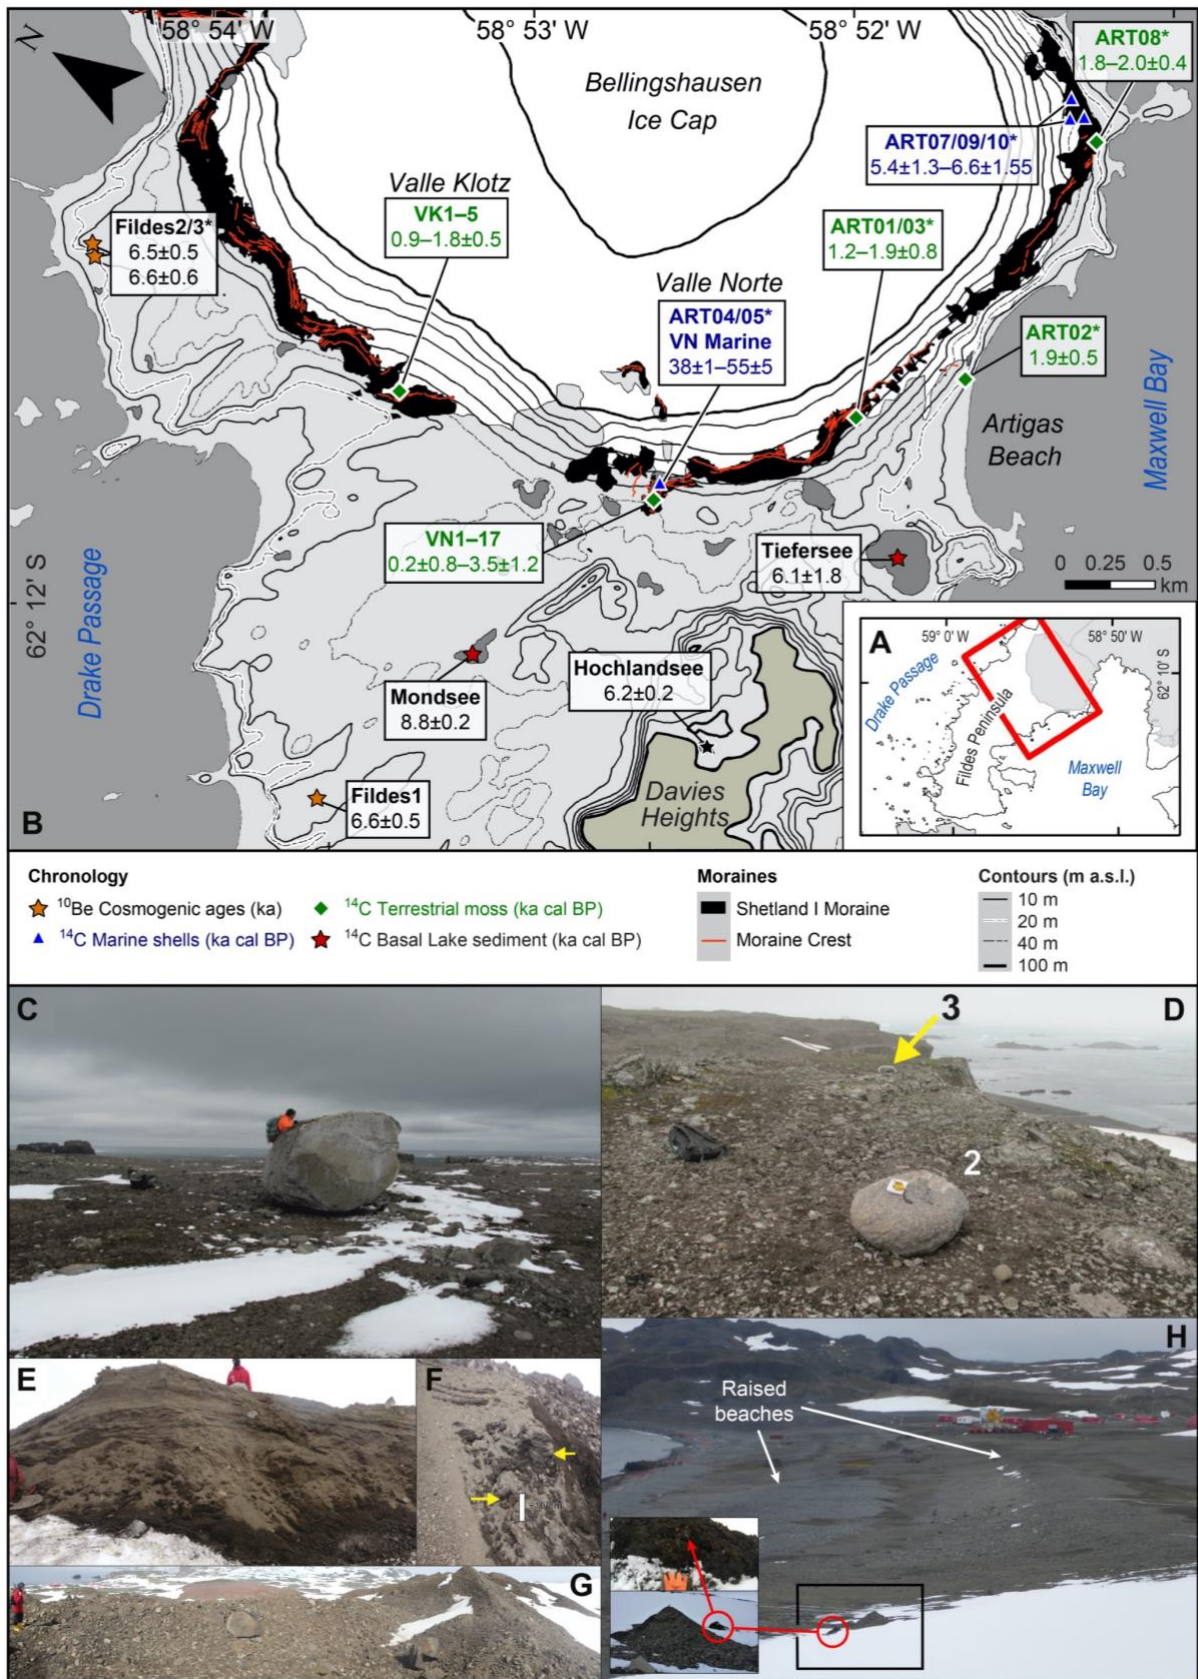 58° 54' W
58° 53' W
58° 52' W
N
Bellingshausen
Ice Cap
ART08*
1.8–2.0±0.4
ART07/09/10*
5.4±1.3–6.6±1.55
Valle Klotz
VK1–5
0.9–1.8±0.5
Fildes2/3*
6.5±0.5
6.6±0.6
ART01/03*
1.2–1.9±0.8
Valle Norte
ART04/05*
VN Marine
38±1–55±5
ART02*
1.9±0.5
Artigas
Beach
Maxwell Bay
VN1–17
0.2±0.8–3.5±1.2
Tiefersee
6.1±1.8
0 0.25 0.5
km
62° 12' S
Drake Passage
Mondsee
8.8±0.2
Hochlandsee
6.2±0.2
Fildes1
6.6±0.5
Davies
Heights
B
A
59° 0' W
58° 50' W
62° 10' S
Drake Passage
Fildes Peninsula
Maxwell
Bay
Chronology
¹⁰Be Cosmogenic ages (ka)
¹⁴C Marine shells (ka cal BP)
¹⁴C Terrestrial moss (ka cal BP)
¹⁴C Basal Lake sediment (ka cal BP)
Moraines
Shetland I Moraine
Moraine Crest
Contours (m a.s.l.)
10 m
20 m
40 m
100 m
C
D
3
2
E
F
G
H
Raised
beaches